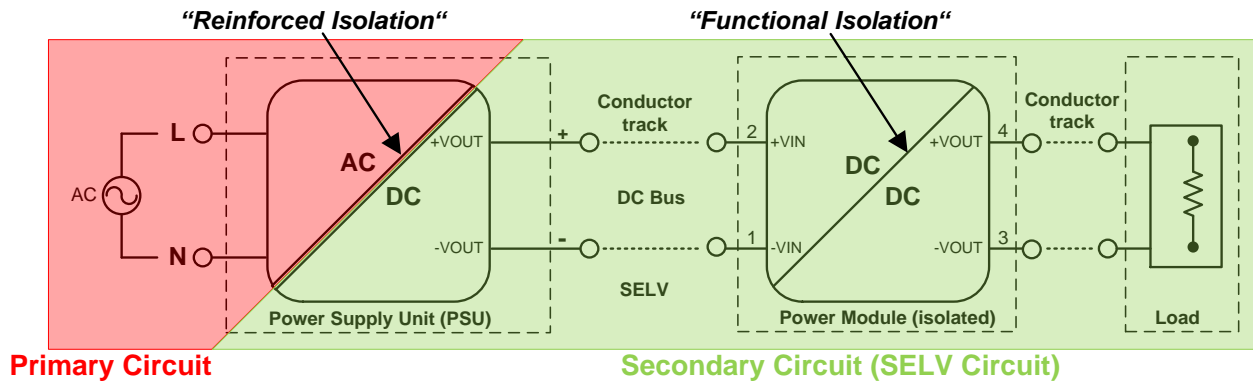 “Reinforced Isolation“
“Functional Isolation“
L
N
AC
AC
DC
+VOUT
-VOUT
+
-
Conductor
track
DC Bus
SELV
2
1
+VIN
-VIN
DC
DC
+VOUT
-VOUT
4
3
Conductor
track
Power Supply Unit (PSU)
Power Module (isolated)
Load
Primary Circuit
Secondary Circuit (SELV Circuit)